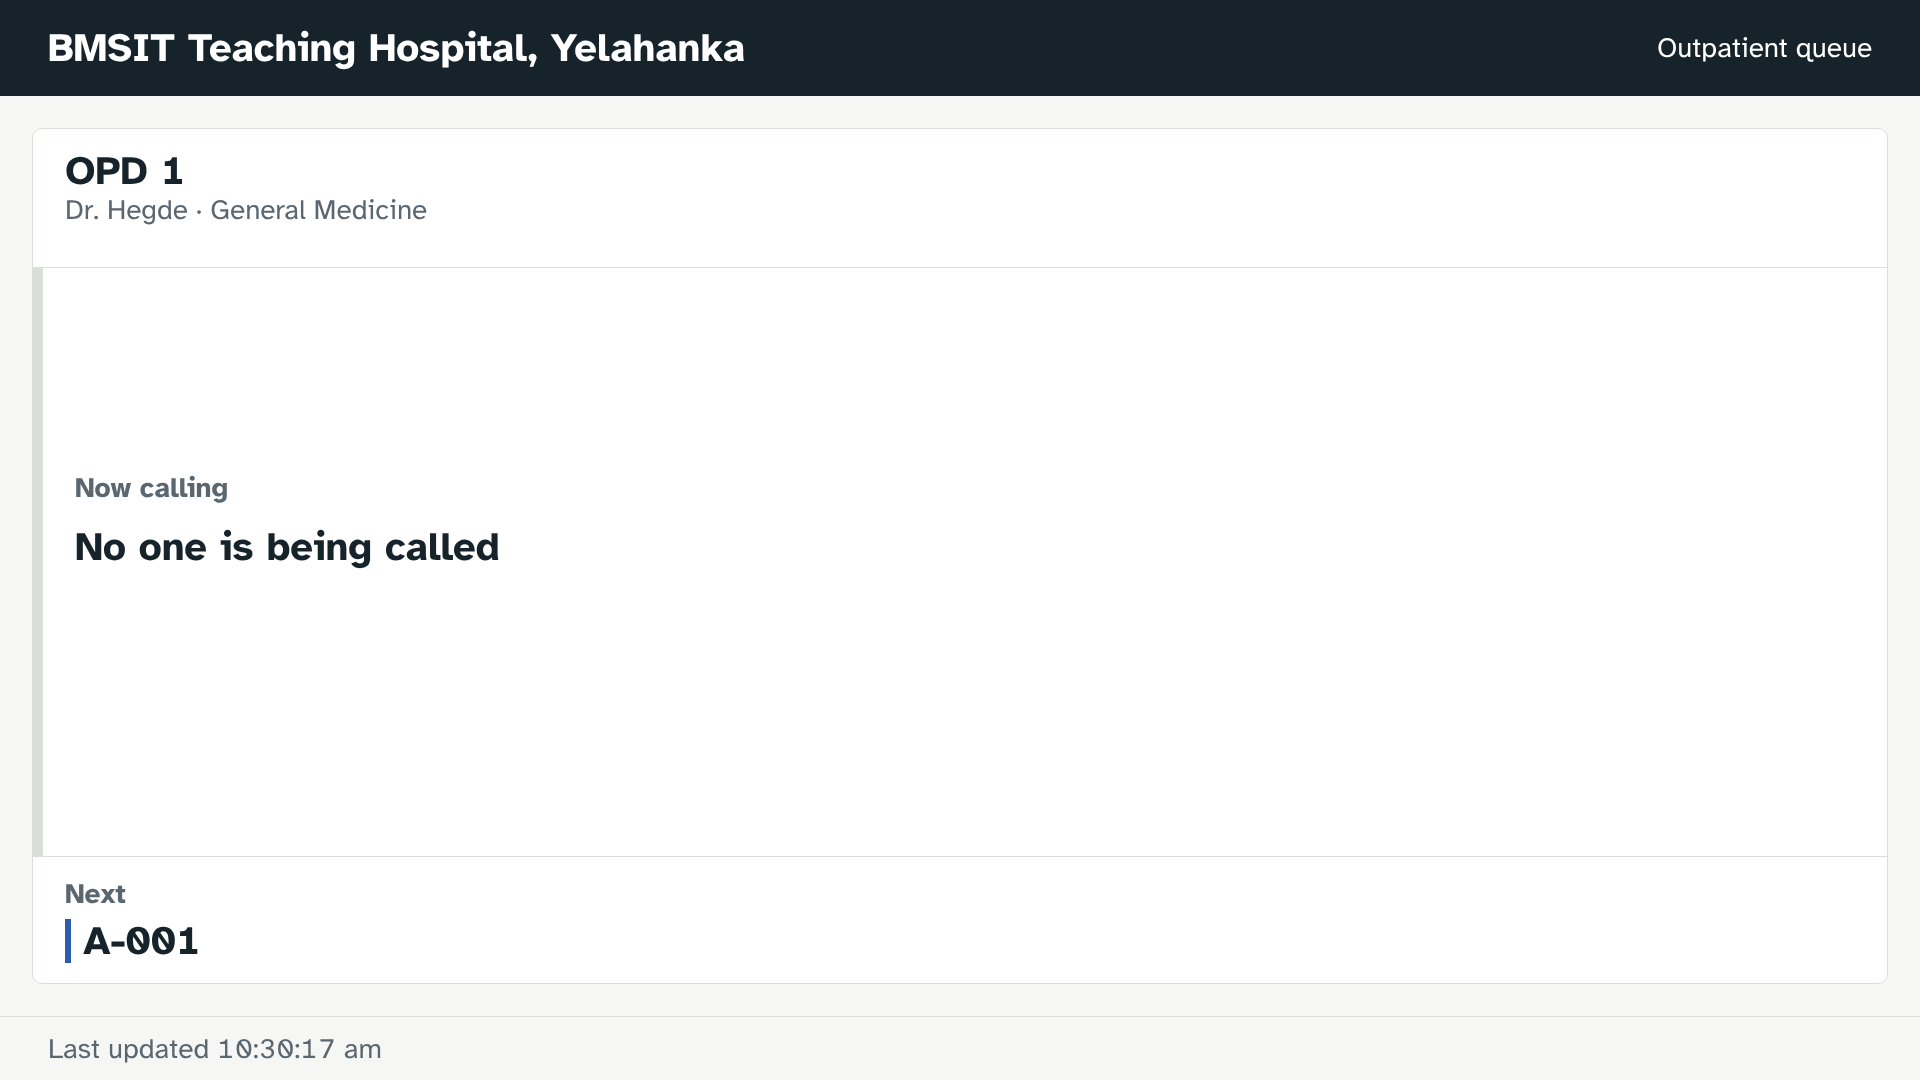 BMSIT Teaching Hospital, Yelahanka
Outpatient queue
OPD 1
Dr. Hegde · General Medicine
Now calling
No one is being called
Next
A-001
Last updated 10:30:17 am